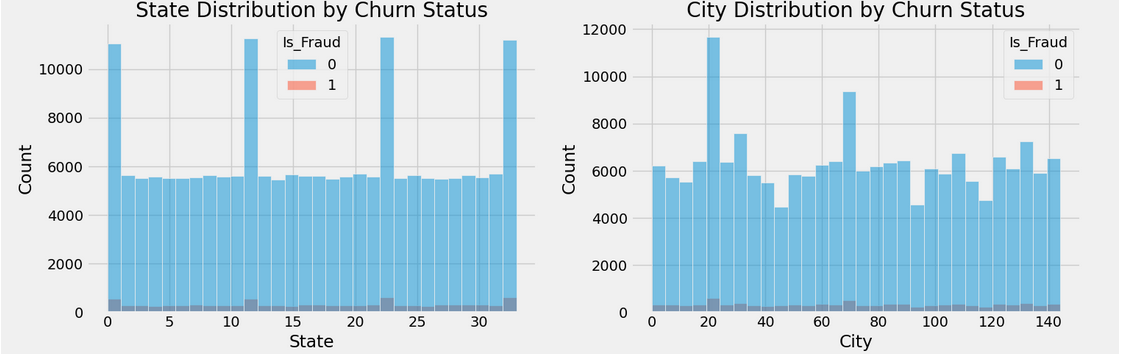 State Distribution by Churn Status
Count
10000
8000
6000
4000
2000
0
0 5 10 15 20 25 30
State
Is_Fraud
0
1
City Distribution by Churn Status
Count
12000
10000
8000
6000
4000
2000
0
0 20 40 60 80 100 120 140
City
Is_Fraud
0
1